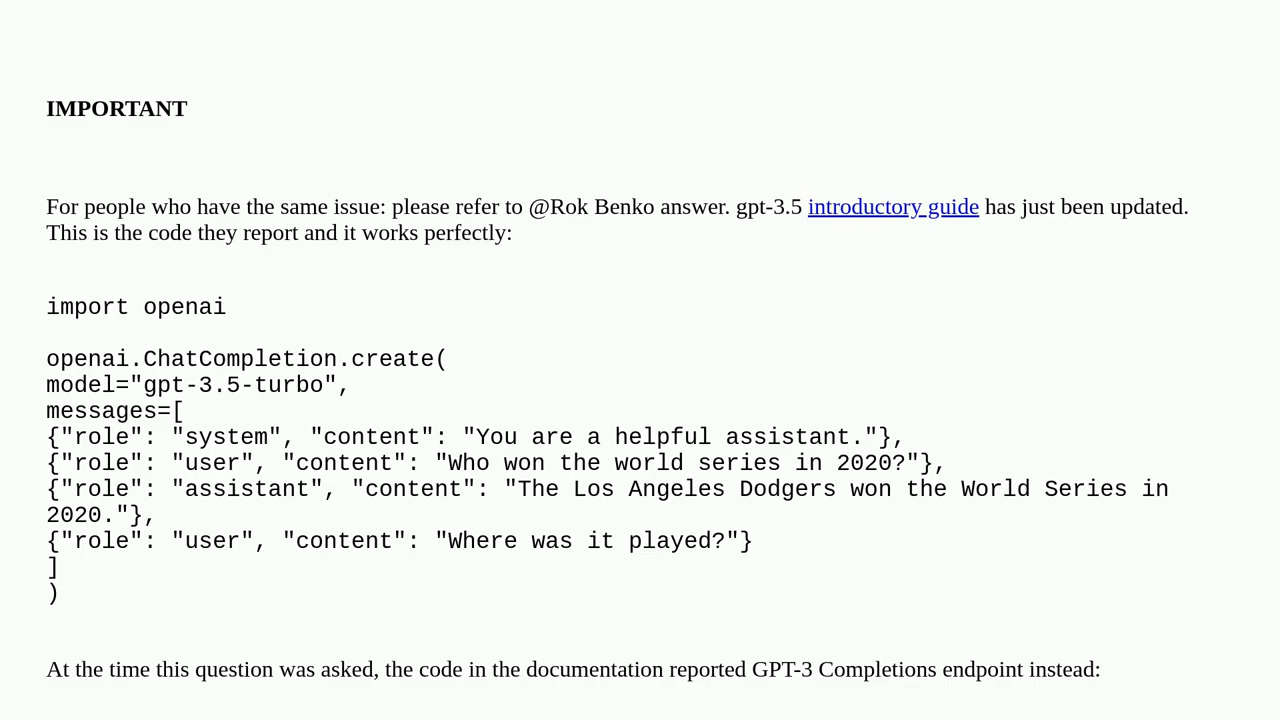 IMPORTANT
For people who have the same issue: please refer to @Rok Benko answer. gpt-3.5 introductory guide has just been updated.
This is the code they report and it works perfectly:
import openai
openai.ChatCompletion.create(
model="gpt-3.5-turbo",
messages=[
{"role": "system", "content": "You are a helpful assistant."},
{"role": "user", "content": "Who won the world series in 2020?"},
{"role": "assistant", "content": "The Los Angeles Dodgers won the World Series in
2020."},
{"role": "user", "content": "Where was it played?"}
]
)
At the time this question was asked, the code in the documentation reported GPT-3 Completions endpoint instead: